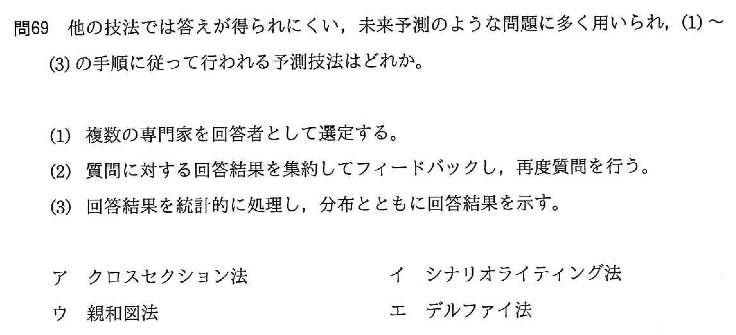 問69 他の技法では答えが得られにくい，未来予測のような問題に多く用いられ，(1)～
(3) の手順に従って行われる予測技法はどれか。
(1) 複数の専門家を回答者として選定する。
(2) 質問に対する回答結果を集約してフィードバックし，再度質問を行う。
(3) 回答結果を統計的に処理し，分布とともに回答結果を示す。
ア クロスセクション法 イ シナリオライティング法
ウ 親和図法 エ デルファイ法